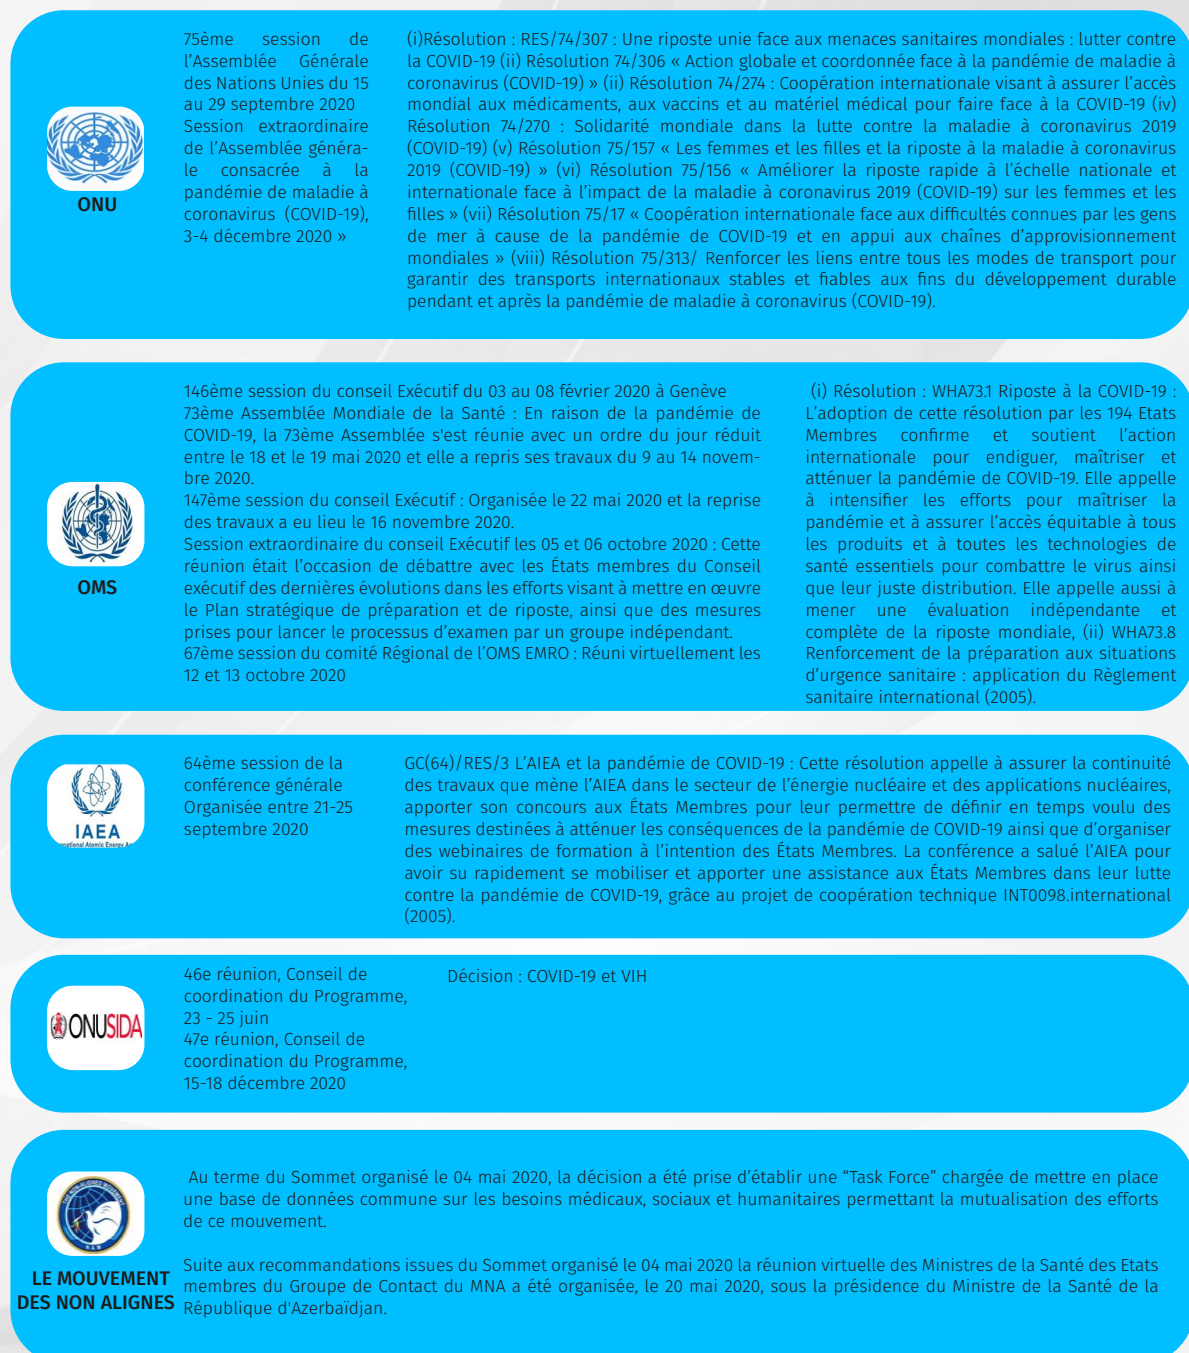 75ème session de
l'Assemblée Générale
des Nations Unies du 15
au 29 septembre 2020
Session extraordinaire
de l'Assemblée généra-
le consacrée à la
pandémie de maladie à
coronavirus (COVID-19),
3-4 décembre 2020 »
(i)Résolution : RES/74/307 : Une riposte unie face aux menaces sanitaires mondiales : lutter contre
la COVID-19 (ii) Résolution 74/306 « Action globale et coordonnée face à la pandémie de maladie à
coronavirus (COVID-19) » (ii) Résolution 74/274 : Coopération internationale visant à assurer l'accès
mondial aux médicaments, aux vaccins et au matériel médical pour faire face à la COVID-19 (iv)
Résolution 74/270 : Solidarité mondiale dans la lutte contre la maladie à coronavirus 2019
(COVID-19) (v) Résolution 75/157 « Les femmes et les filles et la riposte à la maladie à coronavirus
2019 (COVID-19) » (vi) Résolution 75/156 « Améliorer la riposte rapide à l'échelle nationale et
internationale face à l'impact de la maladie à coronavirus 2019 (COVID-19) sur les femmes et les
filles » (vii) Résolution 75/17 « Coopération internationale face aux difficultés connues par les gens
de mer à cause de la pandémie de COVID-19 et en appui aux chaînes d'approvisionnement
mondiales » (viii) Résolution 75/313/ Renforcer les liens entre tous les modes de transport pour
garantir des transports internationaux stables et fiables aux fins du développement durable
pendant et après la pandémie de maladie à coronavirus (COVID-19).
ONU
146ème session du conseil Exécutif du 03 au 08 février 2020 à Genève
73ème Assemblée Mondiale de la Santé : En raison de la pandémie de
COVID-19, la 73ème Assemblée s'est réunie avec un ordre du jour réduit
entre le 18 et le 19 mai 2020 et elle a repris ses travaux du 9 au 14 novem-
bre 2020.
147ème session du conseil Exécutif : Organisée le 22 mai 2020 et la reprise
des travaux a eu lieu le 16 novembre 2020.
Session extraordinaire du conseil Exécutif les 05 et 06 octobre 2020 : Cette
réunion était l'occasion de débattre avec les États membres du Conseil
exécutif des dernières évolutions dans les efforts visant à mettre en œuvre
le Plan stratégique de préparation et de riposte, ainsi que des mesures
prises pour lancer le processus d'examen par un groupe indépendant.
67ème session du comité Régional de l'OMS EMRO : Réuni virtuellement les
12 et 13 octobre 2020
(i) Résolution : WHA73.1 Riposte à la COVID-19 :
L'adoption de cette résolution par les 194 Etats
Membres confirme et soutient l'action
internationale pour endiguer, maîtriser et
atténuer la pandémie de COVID-19. Elle appelle
à intensifier les efforts pour maîtriser la
pandémie et à assurer l'accès équitable à tous
les produits et à toutes les technologies de
santé essentiels pour combattre le virus ainsi
que leur juste distribution. Elle appelle aussi à
mener une évaluation indépendante et
complète de la riposte mondiale, (ii) WHA73.8
Renforcement de la préparation aux situations
d'urgence sanitaire : application du Règlement
sanitaire international (2005).
OMS
IAEA
national Atomic Energy A
64ème session de la
conférence générale
Organisée entre 21-25
septembre 2020
GC(64)/RES/3 L'AIEA et la pandémie de COVID-19 : Cette résolution appelle à assurer la continuité
des travaux que mène l'AIEA dans le secteur de l'énergie nucléaire et des applications nucléaires,
apporter son concours aux États Membres pour leur permettre de définir en temps voulu des
mesures destinées à atténuer les conséquences de la pandémie de COVID-19 ainsi que d'organiser
des webinaires de formation à l'intention des États Membres. La conférence a salué l'AIEA pour
avoir su rapidement se mobiliser et apporter une assistance aux États Membres dans leur lutte
contre la pandémie de COVID-19, grâce au projet de coopération technique INT0098.international
(2005).
ONUSIDA
46e réunion, Conseil de
coordination du Programme,
23 - 25 juin
47e réunion, Conseil de
coordination du Programme,
15-18 décembre 2020
Décision : COVID-19 et VIH
LE MOUVEMENT
DES NON ALIGNES
Au terme du Sommet organisé le 04 mai 2020, la décision a été prise d'établir une “Task Force” chargée de mettre en place
une base de données commune sur les besoins médicaux, sociaux et humanitaires permettant la mutualisation des efforts
de ce mouvement.
Suite aux recommandations issues du Sommet organisé le 04 mai 2020 la réunion virtuelle des Ministres de la Santé des Etats
membres du Groupe de Contact du MNA a été organisée, le 20 mai 2020, sous la présidence du Ministre de la Santé de la
République d'Azerbaïdjan.